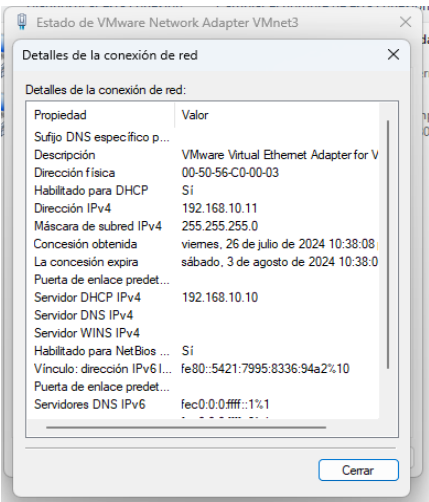 Estado de VMware Network Adapter VMnet3
Detalles de la conexión de red
Detalles de la conexión de red:
Propiedad Valor
Sufijo DNS específico p...
Descripción VMware Virtual Ethernet Adapter for V
Dirección física 00-50-56-C0-00-03
Habilitado para DHCP Sí
Dirección IPv4 192.168.10.11
Máscara de subred IPv4 255.255.255.0
Concesión obtenida viernes, 26 de julio de 2024 10:38:08
La concesión expira sábado, 3 de agosto de 2024 10:38:0
Puerta de enlace predet...
Servidor DHCP IPv4 192.168.10.10
Servidor DNS IPv4
Servidor WINS IPv4
Habilitado para NetBios ... Sí
Vínculo: dirección IPv6 l... fe80::5421:7995:8336:94a2%10
Puerta de enlace predet...
Servidores DNS IPv6 fec0:0:0:ffff::1%1
Cerrar